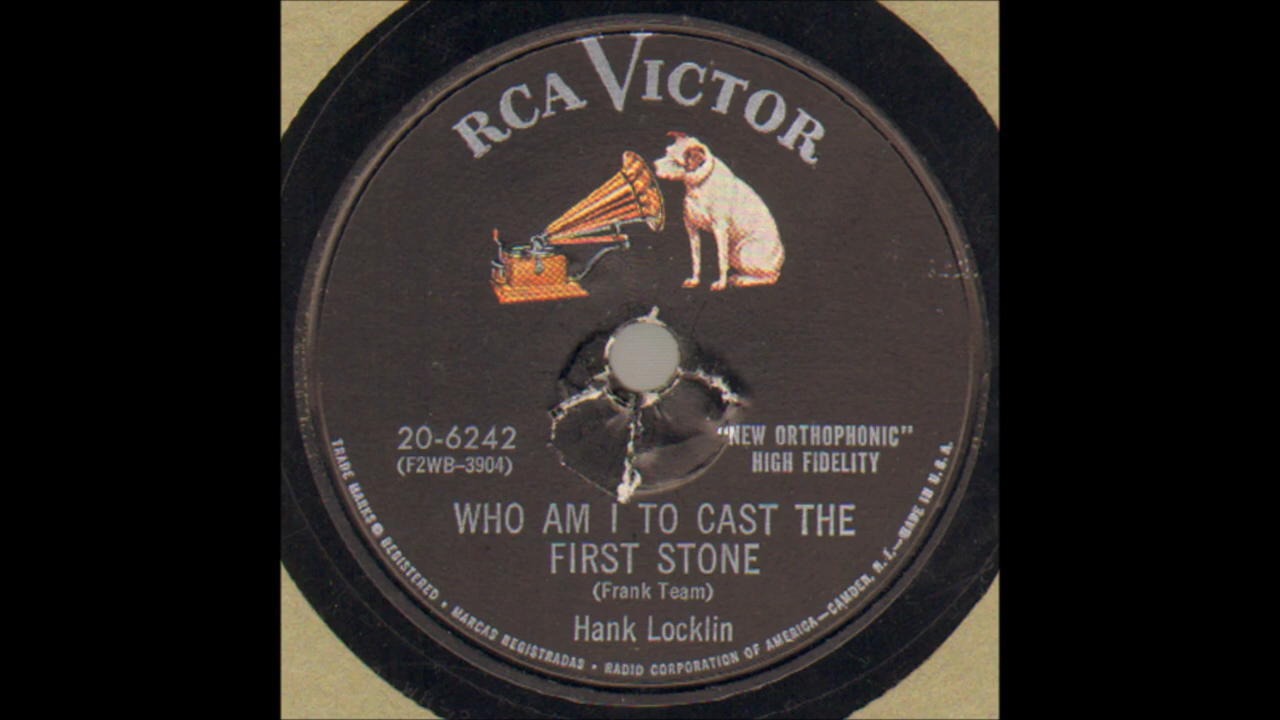 RCA VICTOR
20-6242
(F2WB-3904)
"NEW ORTHOPHONIC"
HIGH FIDELITY
WHO AM I TO CAST THE
FIRST STONE
(Frank Team)
Hank Locklin
TRADE MARKS ® REGISTERED • MARCAS REGISTRADAS • RADIO CORPORATION OF AMERICA—CAMDEN, N. J.—MADE IN U. S. A.